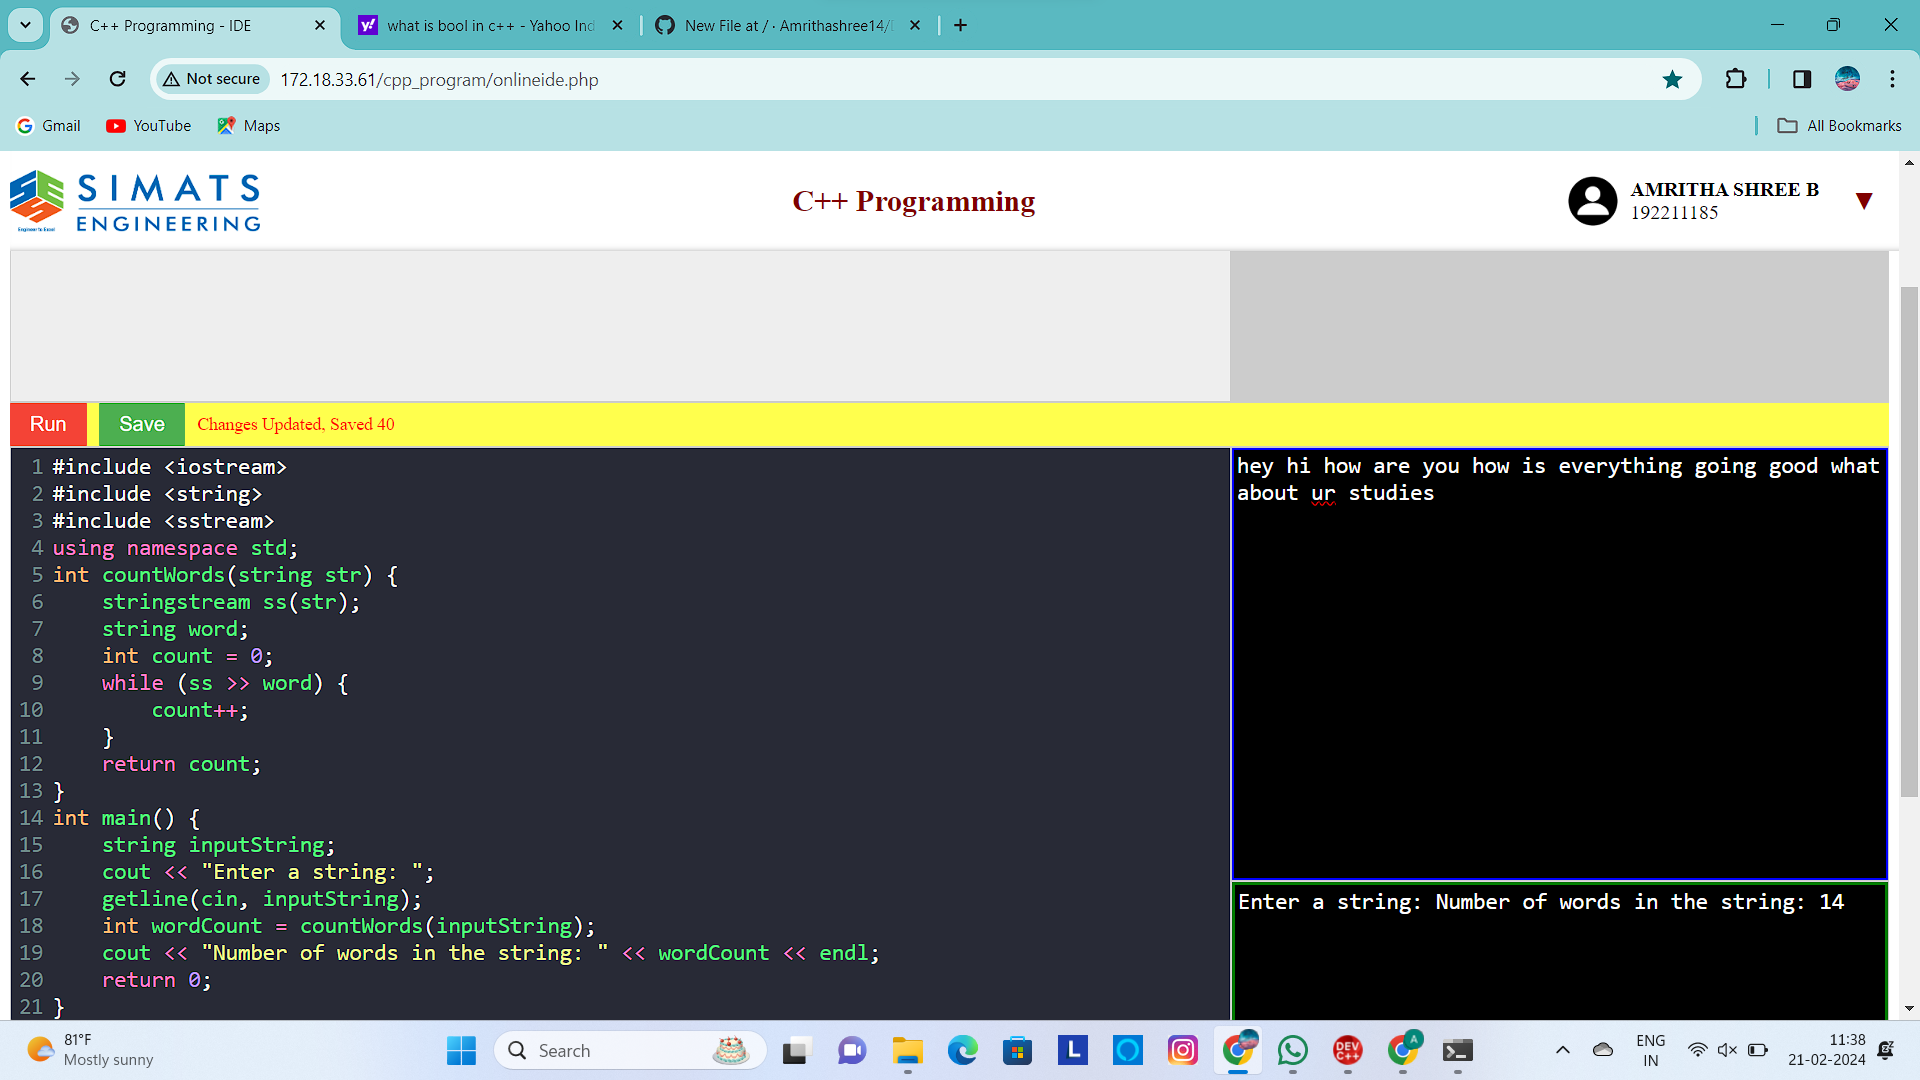 C++ Programming - IDE
what is bool in c++ - Yahoo Ind
New File at / · Amrithashree14/
Not secure
172.18.33.61/cpp_program/onlineide.php
Gmail
YouTube
Maps
All Bookmarks
SIMATS
ENGINEERING
Engineer to Excel
C++ Programming
AMRITHA SHREE B
192211185
Run
Save
Changes Updated, Saved 40
1 #include <iostream>
2 #include <string>
3 #include <sstream>
4 using namespace std;
5 int countWords(string str) {
6     stringstream ss(str);
7     string word;
8     int count = 0;
9     while (ss >> word) {
10         count++;
11     }
12     return count;
13 }
14 int main() {
15     string inputString;
16     cout << "Enter a string: ";
17     getline(cin, inputString);
18     int wordCount = countWords(inputString);
19     cout << "Number of words in the string: " << wordCount << endl;
20     return 0;
21 }
hey hi how are you how is everything going good what
about ur studies
Enter a string: Number of words in the string: 14
81°F
Mostly sunny
Search
L
DEV
C++
A
ENG
IN
11:38
21-02-2024